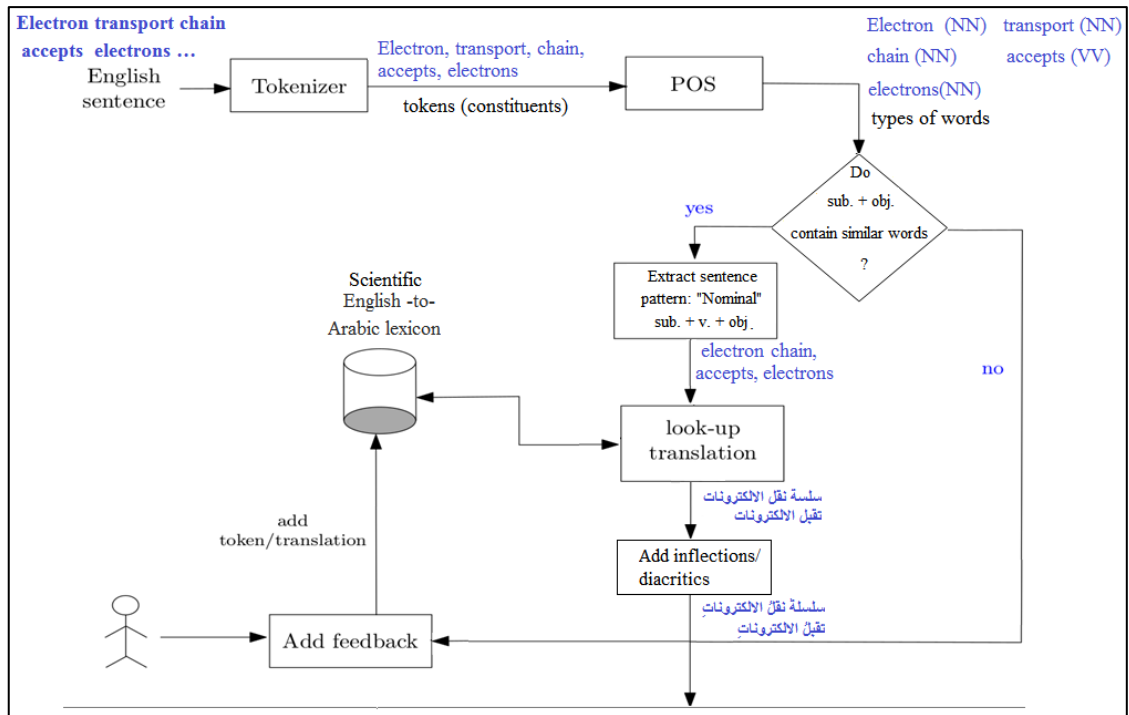 Electron transport chain
accepts electrons ...
English
sentence
Tokenizer
Electron, transport, chain,
accepts, electrons
tokens (constituents)
POS
Electron (NN) transport (NN)
chain (NN) accepts (VV)
electrons(NN)
types of words
Do
sub. + obj.
contain similar words
?
yes
no
Extract sentence
pattern: "Nominal"
sub. + v. + obj.
electron chain,
accepts, electrons
Scientific
English -to-
Arabic lexicon
look-up
translation
سلسة نقل الالكترونات
تقبل الالكترونات
Add inflections/
diacritics
سلسلةُ نقلُ الالكتروناتِ
تقبلُ الالكتروناتِ
add
token/translation
Add feedback